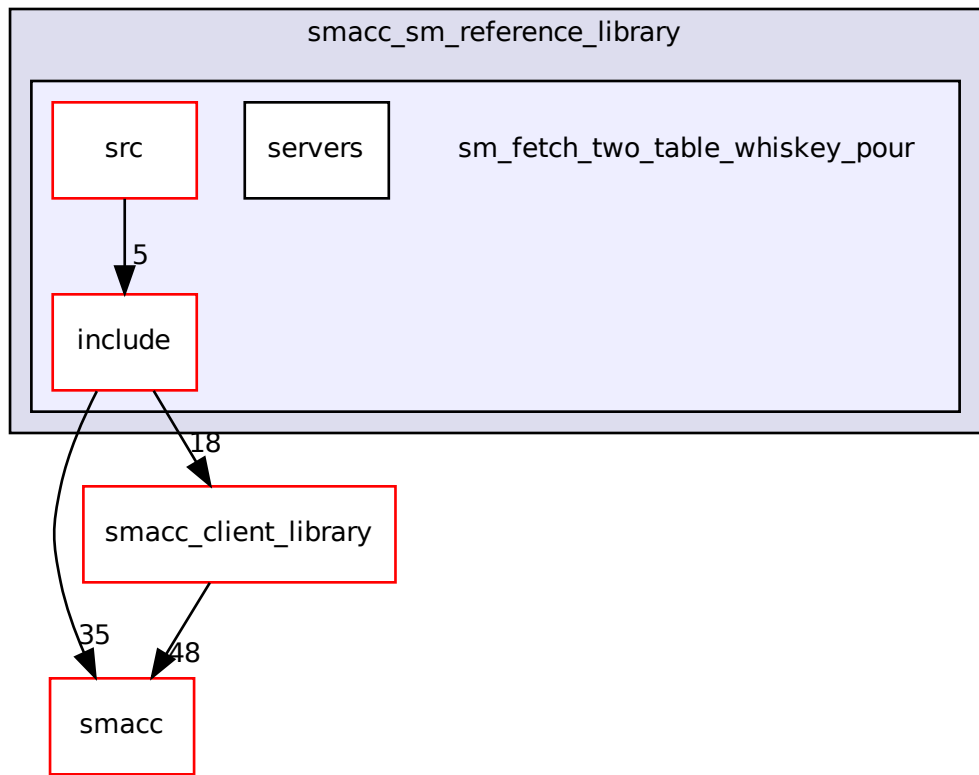 smacc_sm_reference_library
src
servers
sm_fetch_two_table_whiskey_pour
5
include
18
smacc_client_library
35
48
smacc